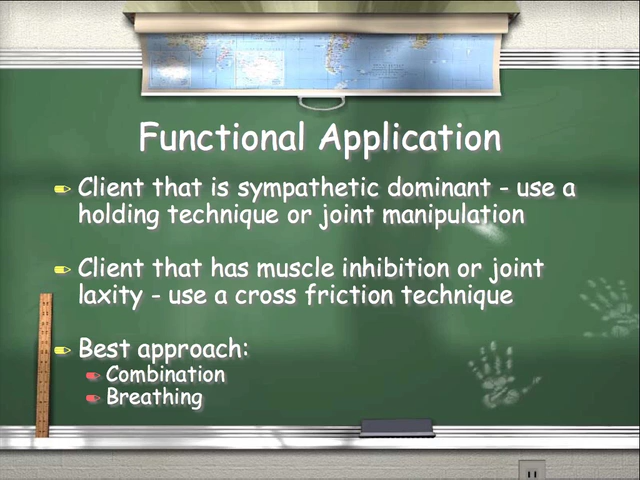 Functional Application
Client that is sympathetic dominant - use a
holding technique or joint manipulation
Client that has muscle inhibition or joint
laxity - use a cross friction technique
Best approach:
Combination
Breathing